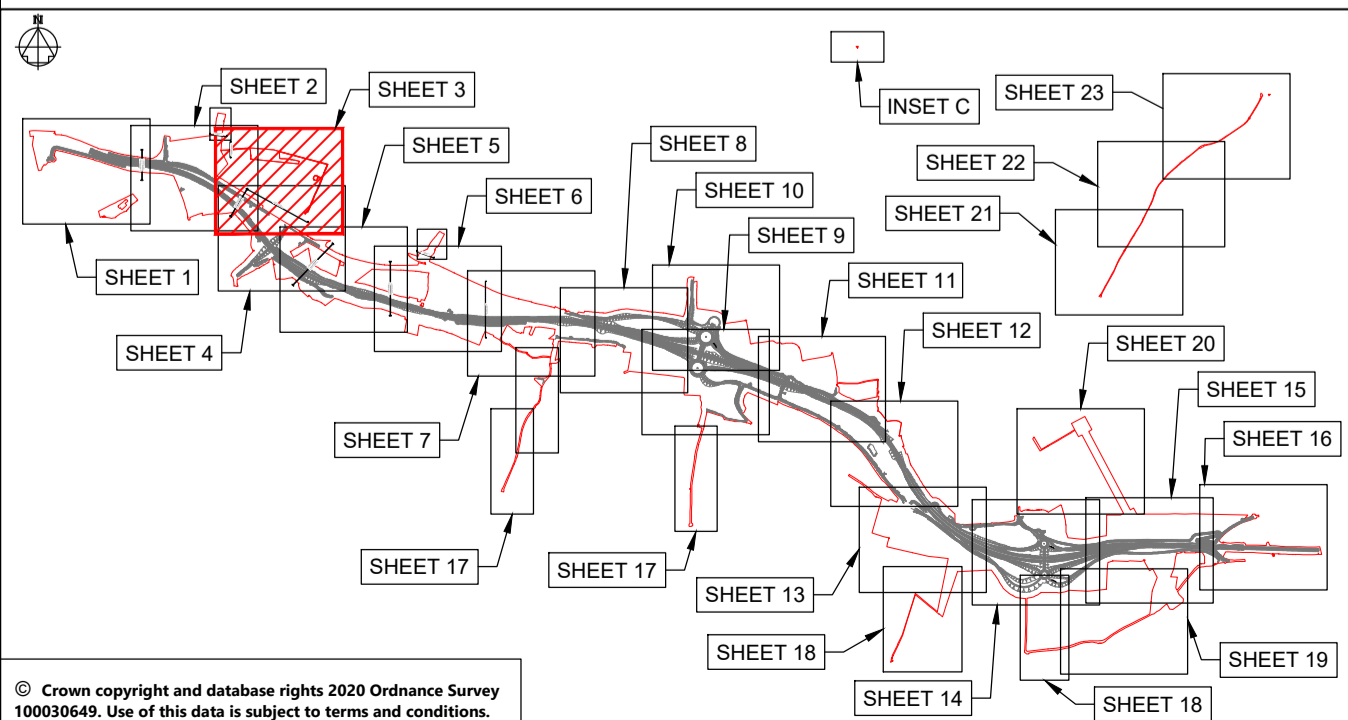 N
SHEET 2
SHEET 3
SHEET 5
SHEET 8
SHEET 10
SHEET 6
SHEET 9
INSET C
SHEET 23
SHEET 22
SHEET 21
SHEET 1
SHEET 11
SHEET 12
SHEET 4
SHEET 20
SHEET 15
SHEET 16
SHEET 7
SHEET 17
SHEET 17
SHEET 13
SHEET 18
SHEET 14
SHEET 19
SHEET 18
© Crown copyright and database rights 2020 Ordnance Survey
100030649. Use of this data is subject to terms and conditions.